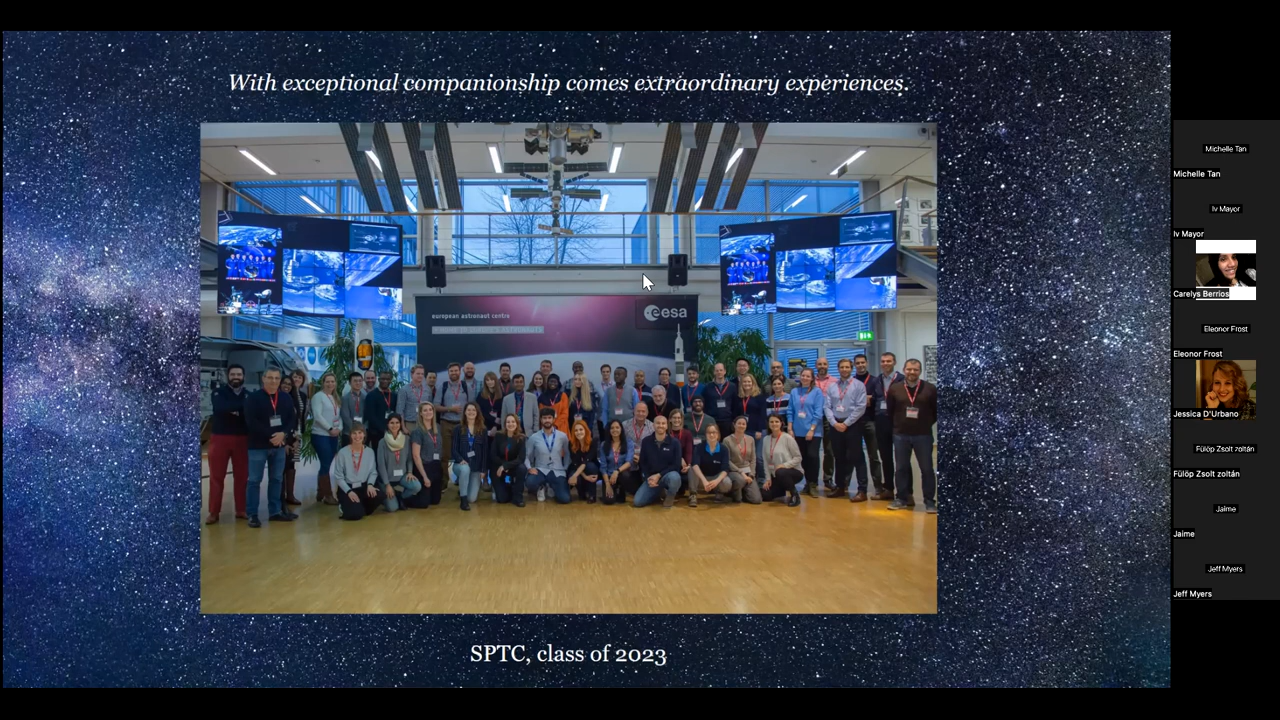 With exceptional companionship comes extraordinary experiences.
european astronaut centre
esa
SPTC, class of 2023
Michelle Tan
Michelle Tan
Iv Mayor
Iv Mayor
Carelys Berrios
Eleonor Frost
Eleonor Frost
Jessica D'Urbano
Fülöp Zsolt zoltán
Fülöp Zsolt zoltán
Jaime
Jaime
Jeff Myers
Jeff Myers